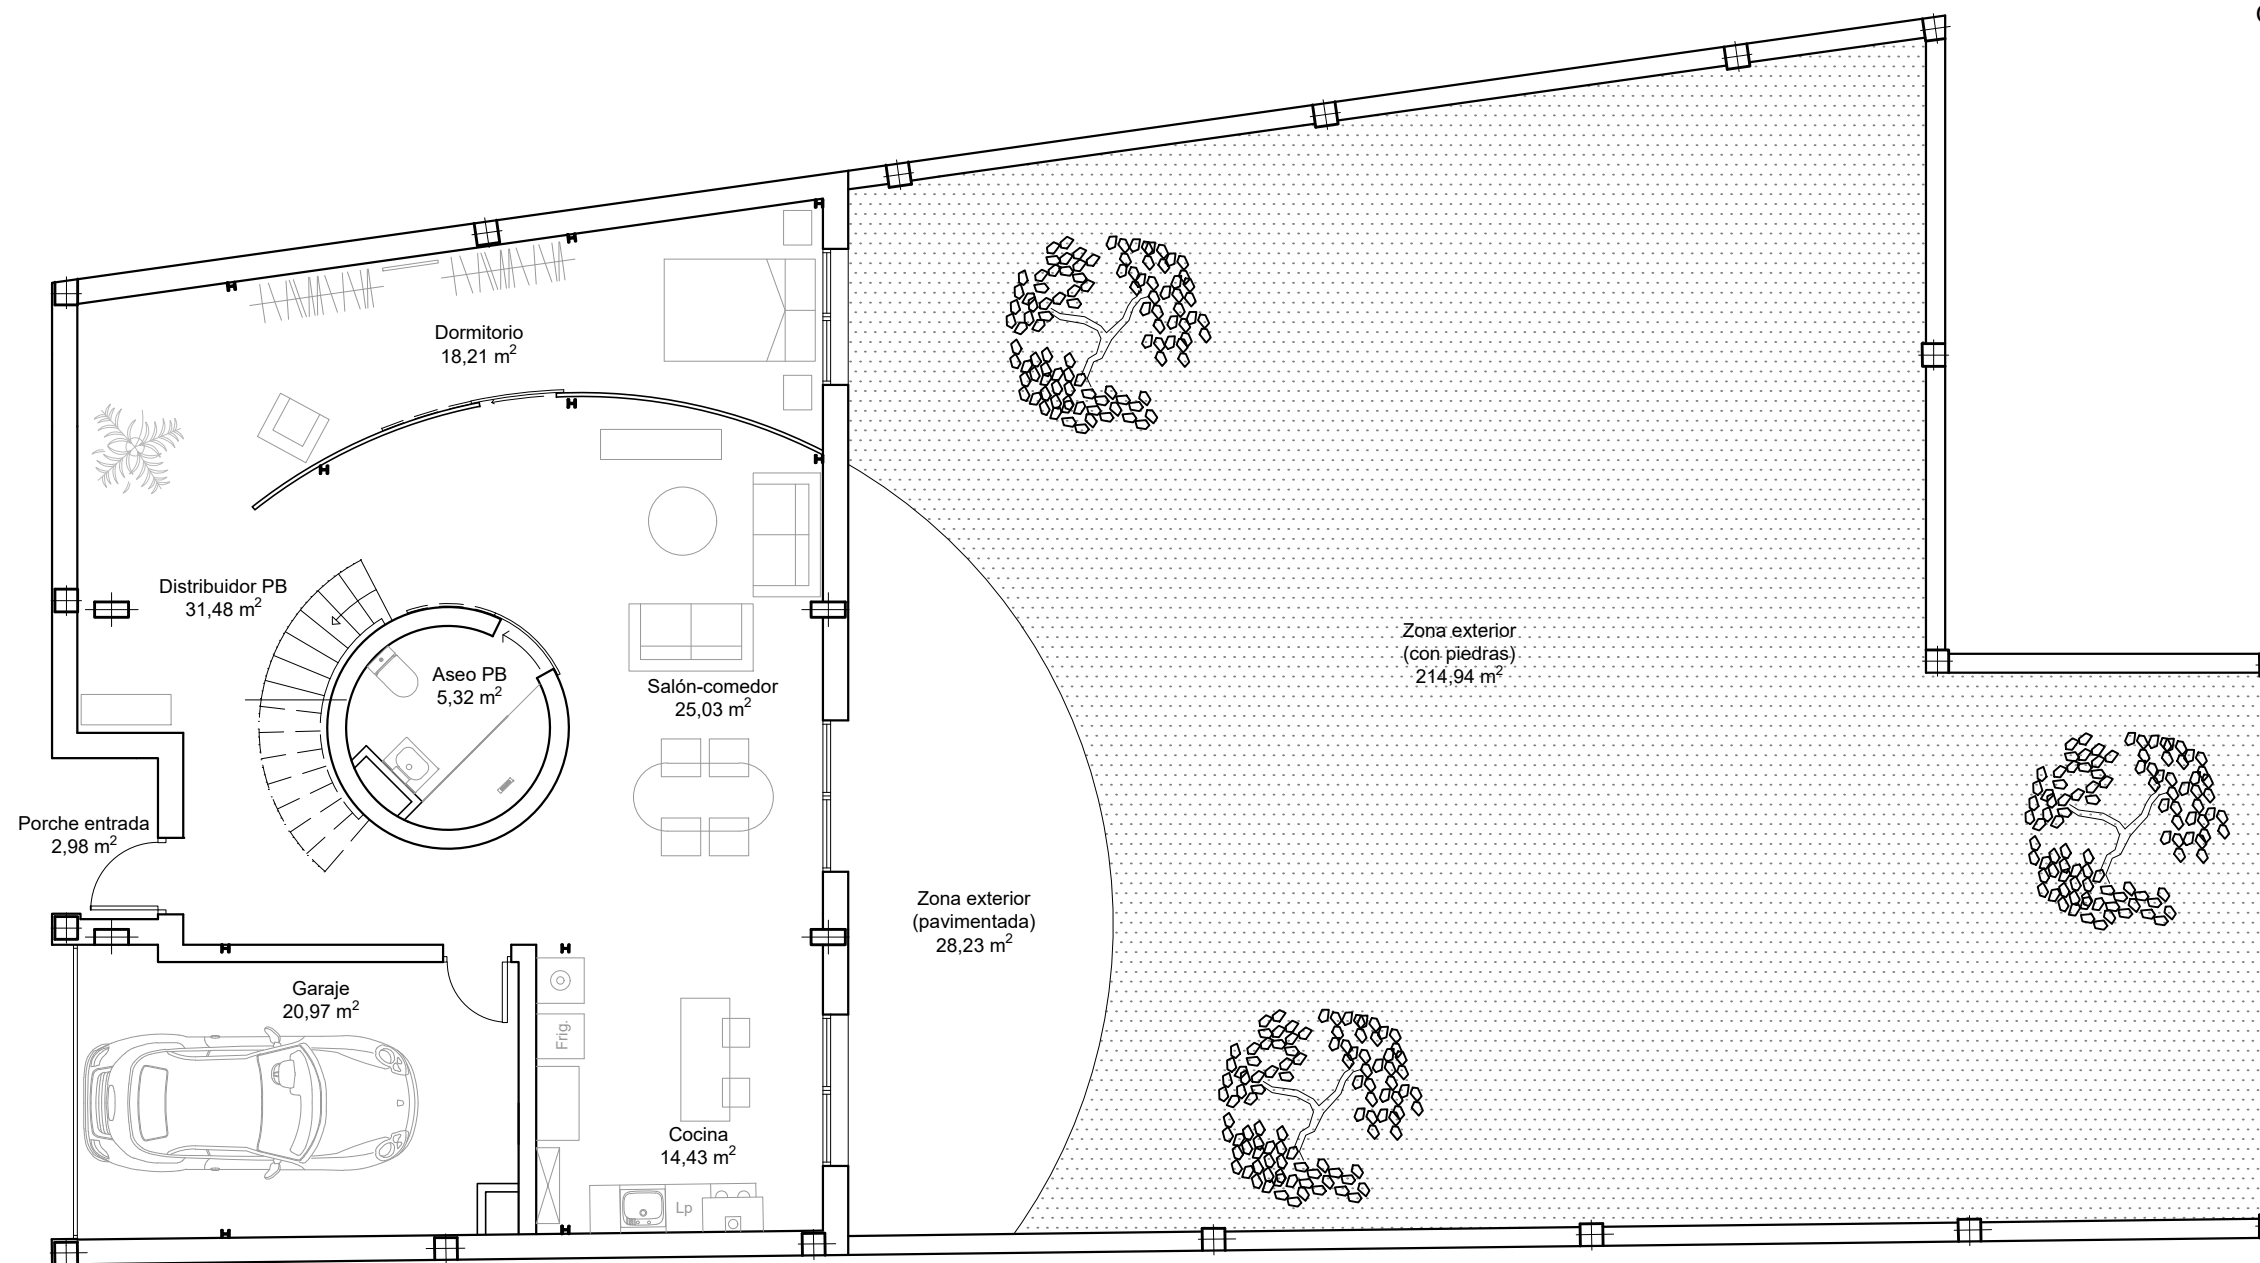 Dormitorio
18,21 m²
Distribuidor PB
31,48 m²
Aseo PB
5,32 m²
Salón-comedor
25,03 m²
Zona exterior
(con piedras)
214,94 m²
Porche entrada
2,98 m²
Zona exterior
(pavimentada)
28,23 m²
Garaje
20,97 m²
Frig.
Cocina
14,43 m²
Lp